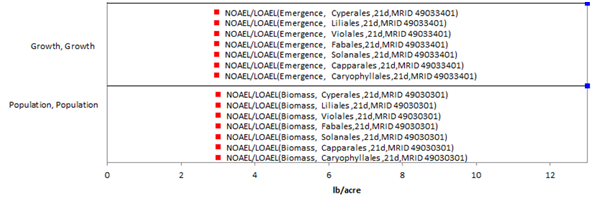 NOAEL/LOAEL(Emergence, Cyperales,21d,MRID 49033401)
NOAEL/LOAEL(Emergence, Liliales,21d,MRID 49033401)
NOAEL/LOAEL(Emergence, Violales,21d,MRID 49033401)
Growth, Growth
NOAEL/LOAEL(Emergence, Fabales,21d,MRID 49033401)
NOAEL/LOAEL(Emergence, Solanales,21d,MRID 49033401)
NOAEL/LOAEL(Emergence, Capparales,21d,MRID 49033401)
NOAEL/LOAEL(Emergence, Caryophyllales,21d,MRID 49033401)
NOAEL/LOAEL(Biomass, Cyperales,21d,MRID 49030301)
Population, Population
NOAEL/LOAEL(Biomass, Liliales,21d,MRID 49030301)
NOAEL/LOAEL(Biomass, Violales,21d,MRID 49030301)
NOAEL/LOAEL(Biomass, Fabales,21d,MRID 49030301)
NOAEL/LOAEL(Biomass, Solanales,21d,MRID 49030301)
NOAEL/LOAEL(Biomass, Capparales,21d,MRID 49030301)
NOAEL/LOAEL(Biomass, Caryophyllales,21d,MRID 49030301)
0 2 4 6 8 10 12
lb/acre